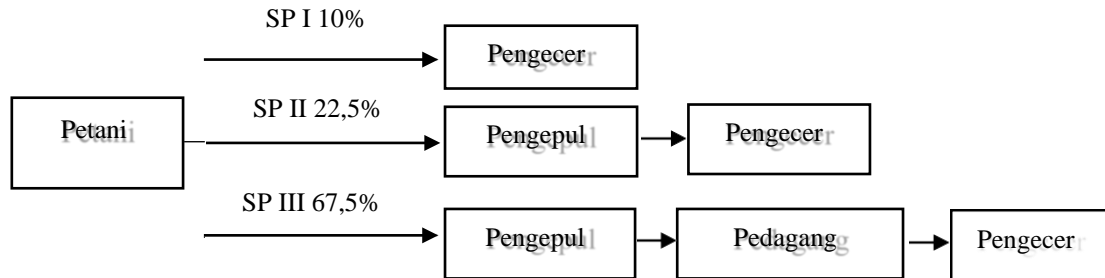 SP I 10%
Pengecer
Petani
SP II 22,5%
Pengepul
Pengecer
SP III 67,5%
Pengepul
Pedagang
Pengecer